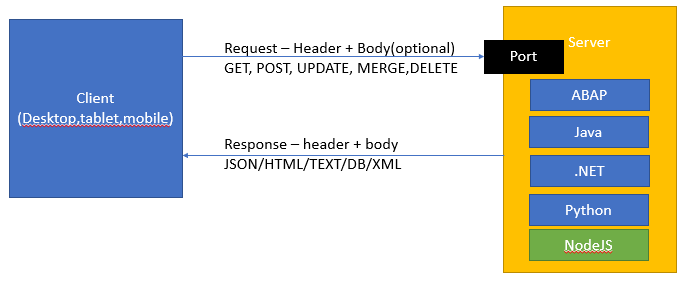 Client
(Desktop,tablet,mobile)
Request – Header + Body(optional)
GET, POST, UPDATE, MERGE,DELETE
Response – header + body
JSON/HTML/TEXT/DB/XML
Server
Port
ABAP
Java
.NET
Python
NodeJS